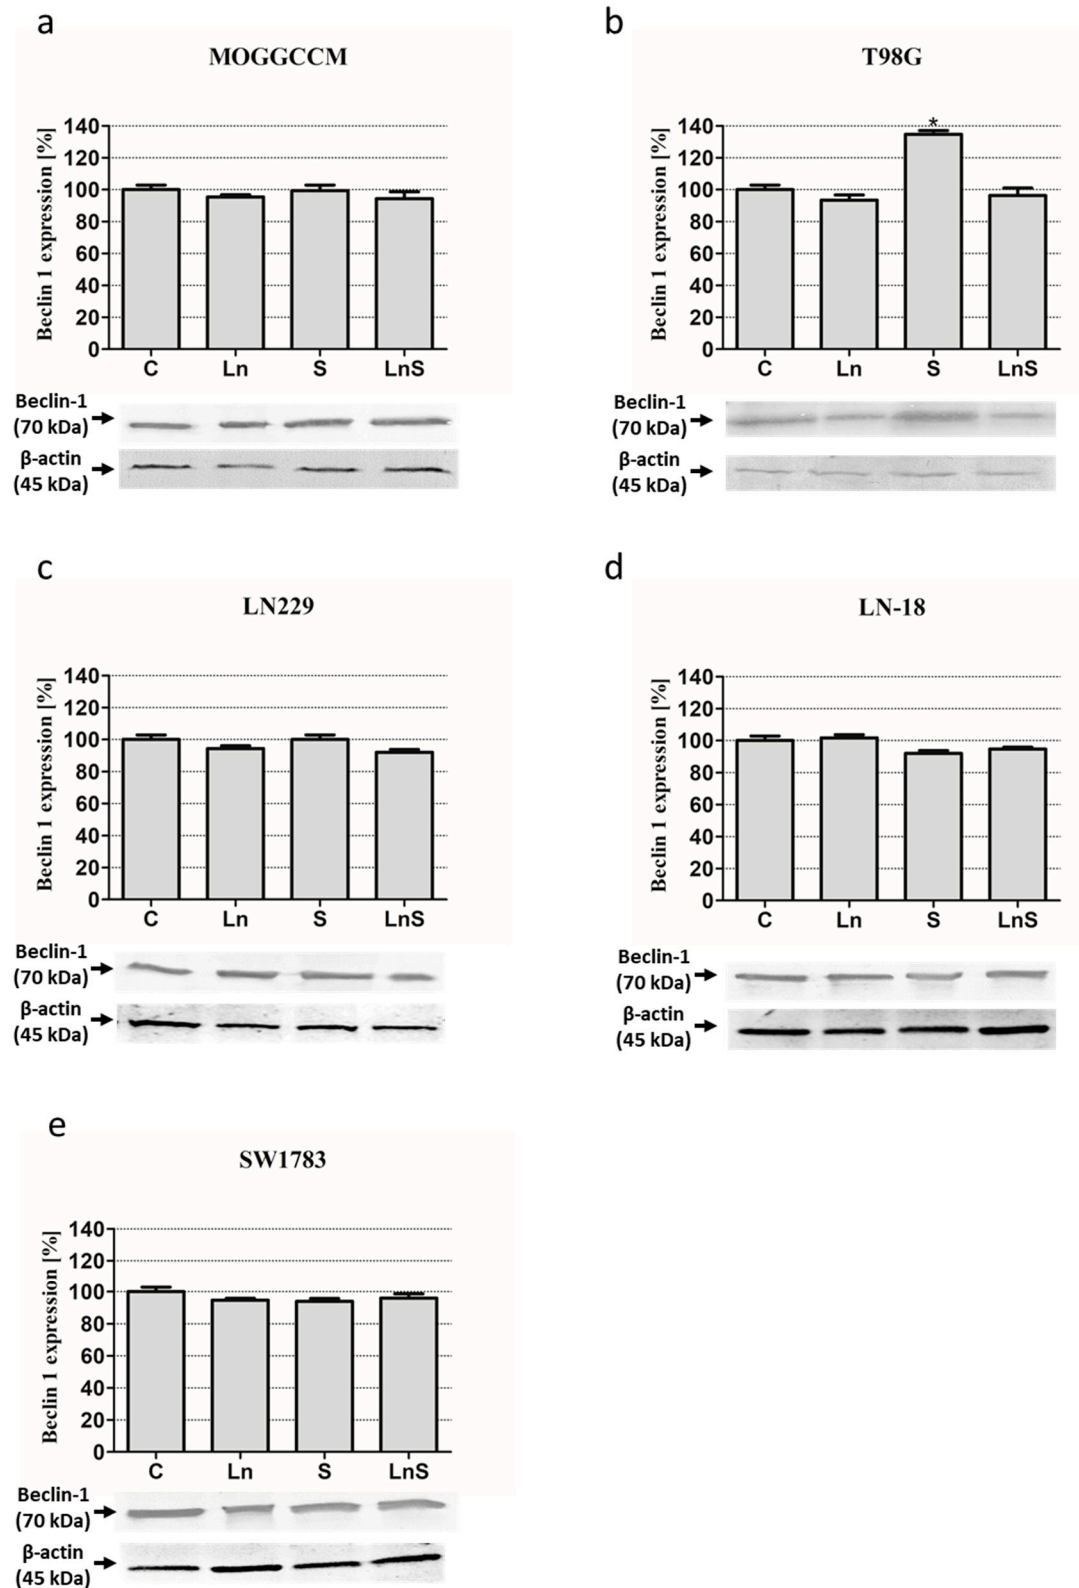 a
MOGGCCM
Beclin 1 expression [%]
140
120
100
80
60
40
20
0
C Ln S LnS
Beclin-1
(70 kDa)
β-actin
(45 kDa)
b
T98G
Beclin 1 expression [%]
140
120
100
80
60
40
20
0
*
C Ln S LnS
Beclin-1
(70 kDa)
β-actin
(45 kDa)
c
LN229
Beclin 1 expression [%]
140
120
100
80
60
40
20
0
C Ln S LnS
Beclin-1
(70 kDa)
β-actin
(45 kDa)
d
LN-18
Beclin 1 expression [%]
140
120
100
80
60
40
20
0
C Ln S LnS
Beclin-1
(70 kDa)
β-actin
(45 kDa)
e
SW1783
Beclin 1 expression [%]
140
120
100
80
60
40
20
0
C Ln S LnS
Beclin-1
(70 kDa)
β-actin
(45 kDa)